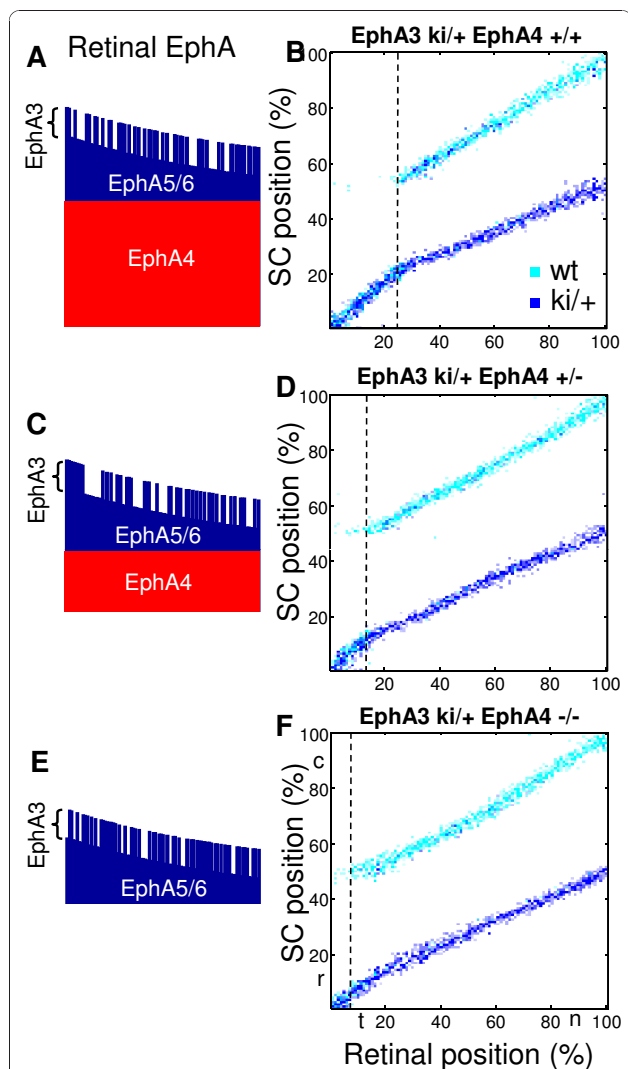 A
Retinal EphA
EphA3
EphA5/6
EphA4
B
EphA3 ki/+ EphA4 +/+
SC position (%)
100
80
60
40
20
20 40 60 80 100
wt
ki/+
C
EphA3
EphA5/6
EphA4
D
EphA3 ki/+ EphA4 +/-
SC position (%)
100
80
60
40
20
20 40 60 80 100
E
EphA3
EphA5/6
F
EphA3 ki/+ EphA4 -/-
SC position (%)
100
c
80
60
40
20
r
t 20 40 60 80 n 100
Retinal position (%)